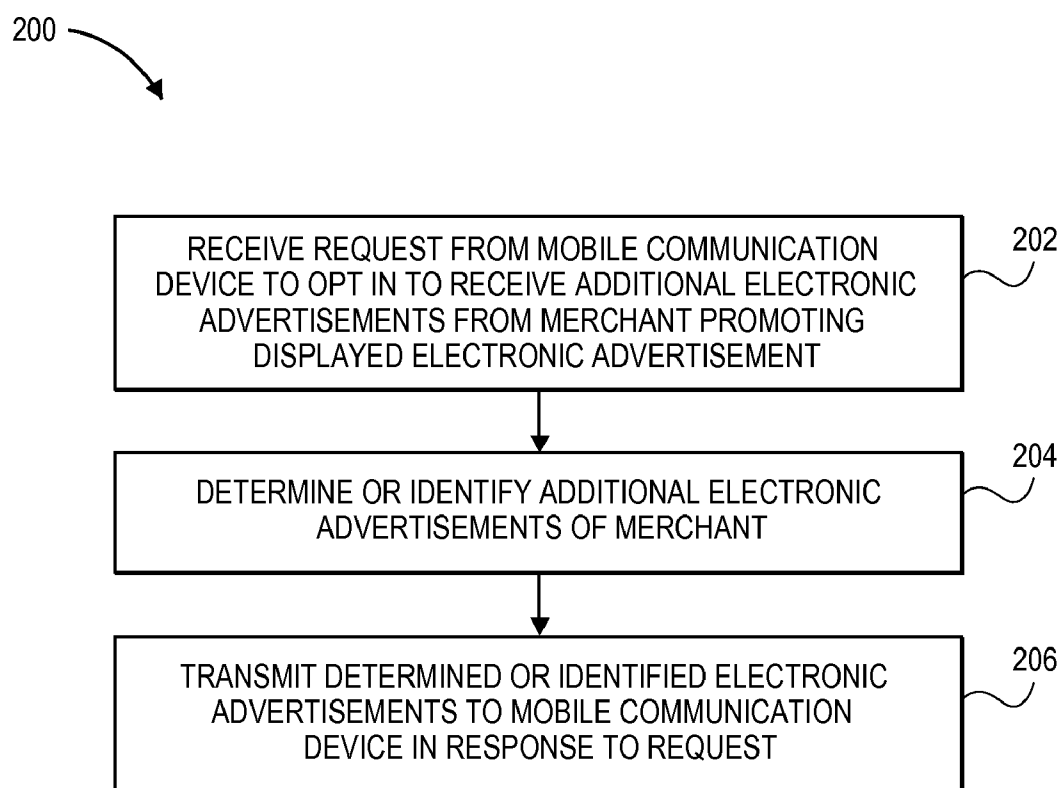 200
RECEIVE REQUEST FROM MOBILE COMMUNICATION
DEVICE TO OPT IN TO RECEIVE ADDITIONAL ELECTRONIC
ADVERTISEMENTS FROM MERCHANT PROMOTING
DISPLAYED ELECTRONIC ADVERTISEMENT
202
DETERMINE OR IDENTIFY ADDITIONAL ELECTRONIC
ADVERTISEMENTS OF MERCHANT
204
TRANSMIT DETERMINED OR IDENTIFIED ELECTRONIC
ADVERTISEMENTS TO MOBILE COMMUNICATION
DEVICE IN RESPONSE TO REQUEST
206